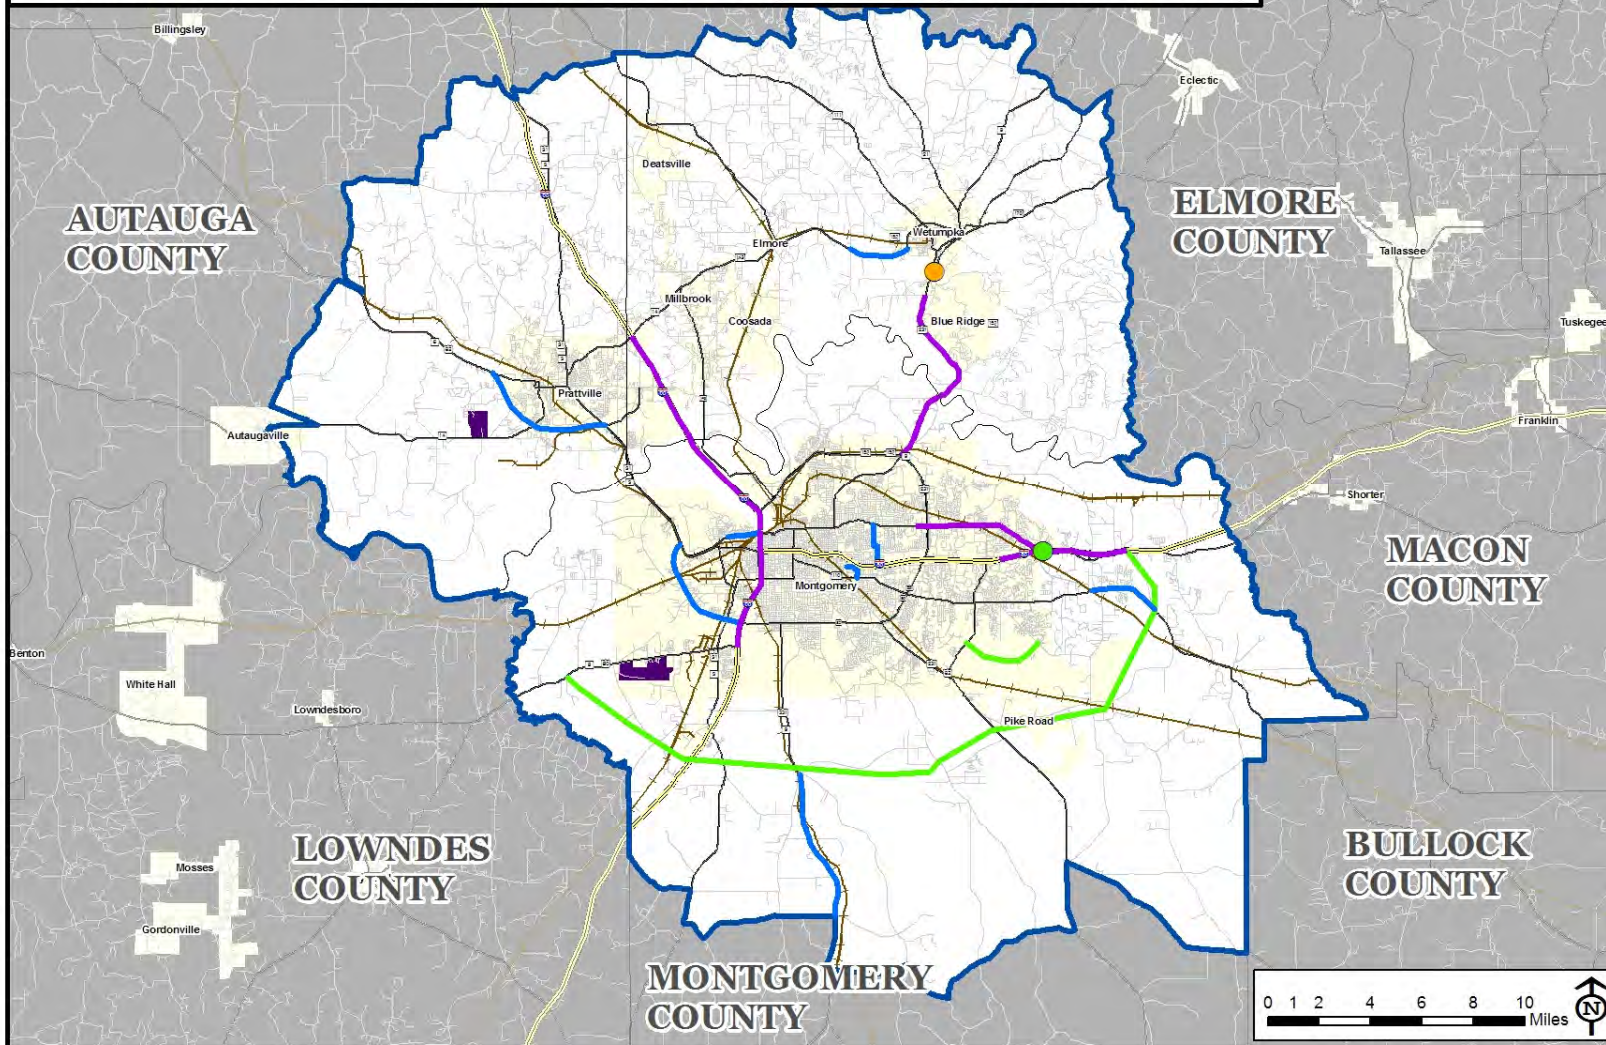 Billingsley
Eclectic
Deatsville
AUTAUGA
COUNTY
ELMORE
COUNTY
Wetumpka
Elmore
Tallassee
Millbrook
Coosada
Blue Ridge
Tuskegee
Prattville
Franklin
Autaugaville
Shorter
MACON
COUNTY
Montgomery
Benton
White Hall
Lowndesboro
Pike Road
LOWNDES
COUNTY
BULLOCK
COUNTY
Mosses
Gordonville
MONTGOMERY
COUNTY
0 1 2 4 6 8 10
Miles
N